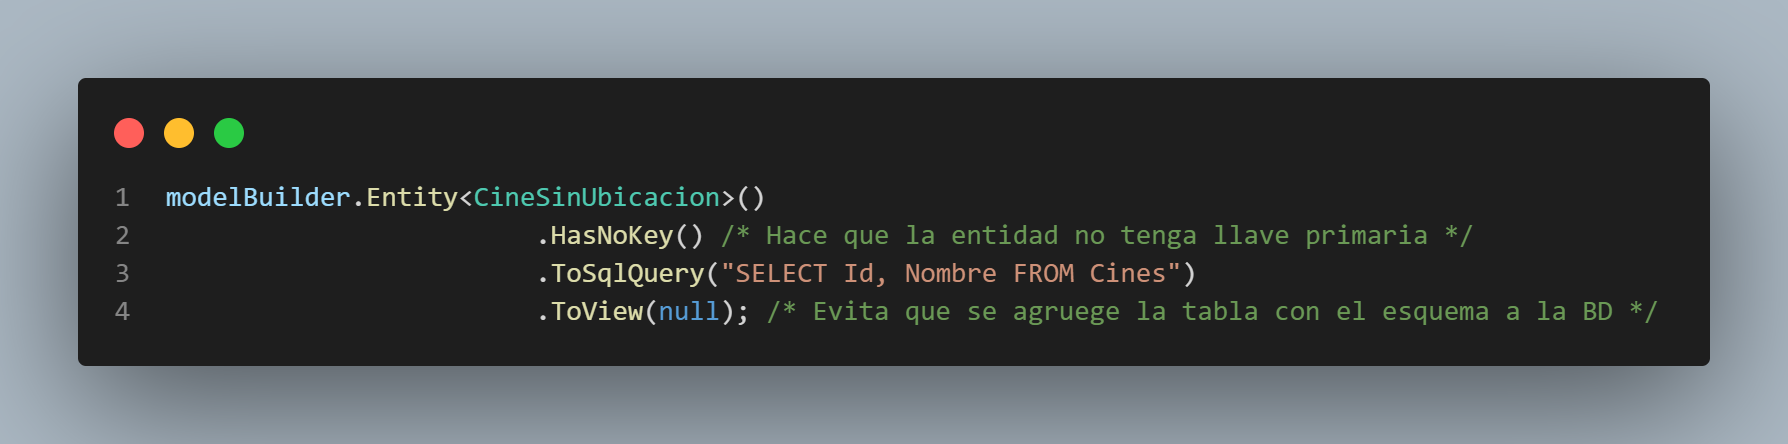 1 modelBuilder.Entity<CineSinUbicacion>()
2 .HasNoKey() /* Hace que la entidad no tenga llave primaria */
3 .ToSqlQuery("SELECT Id, Nombre FROM Cines")
4 .ToView(null); /* Evita que se agruege la tabla con el esquema a la BD */